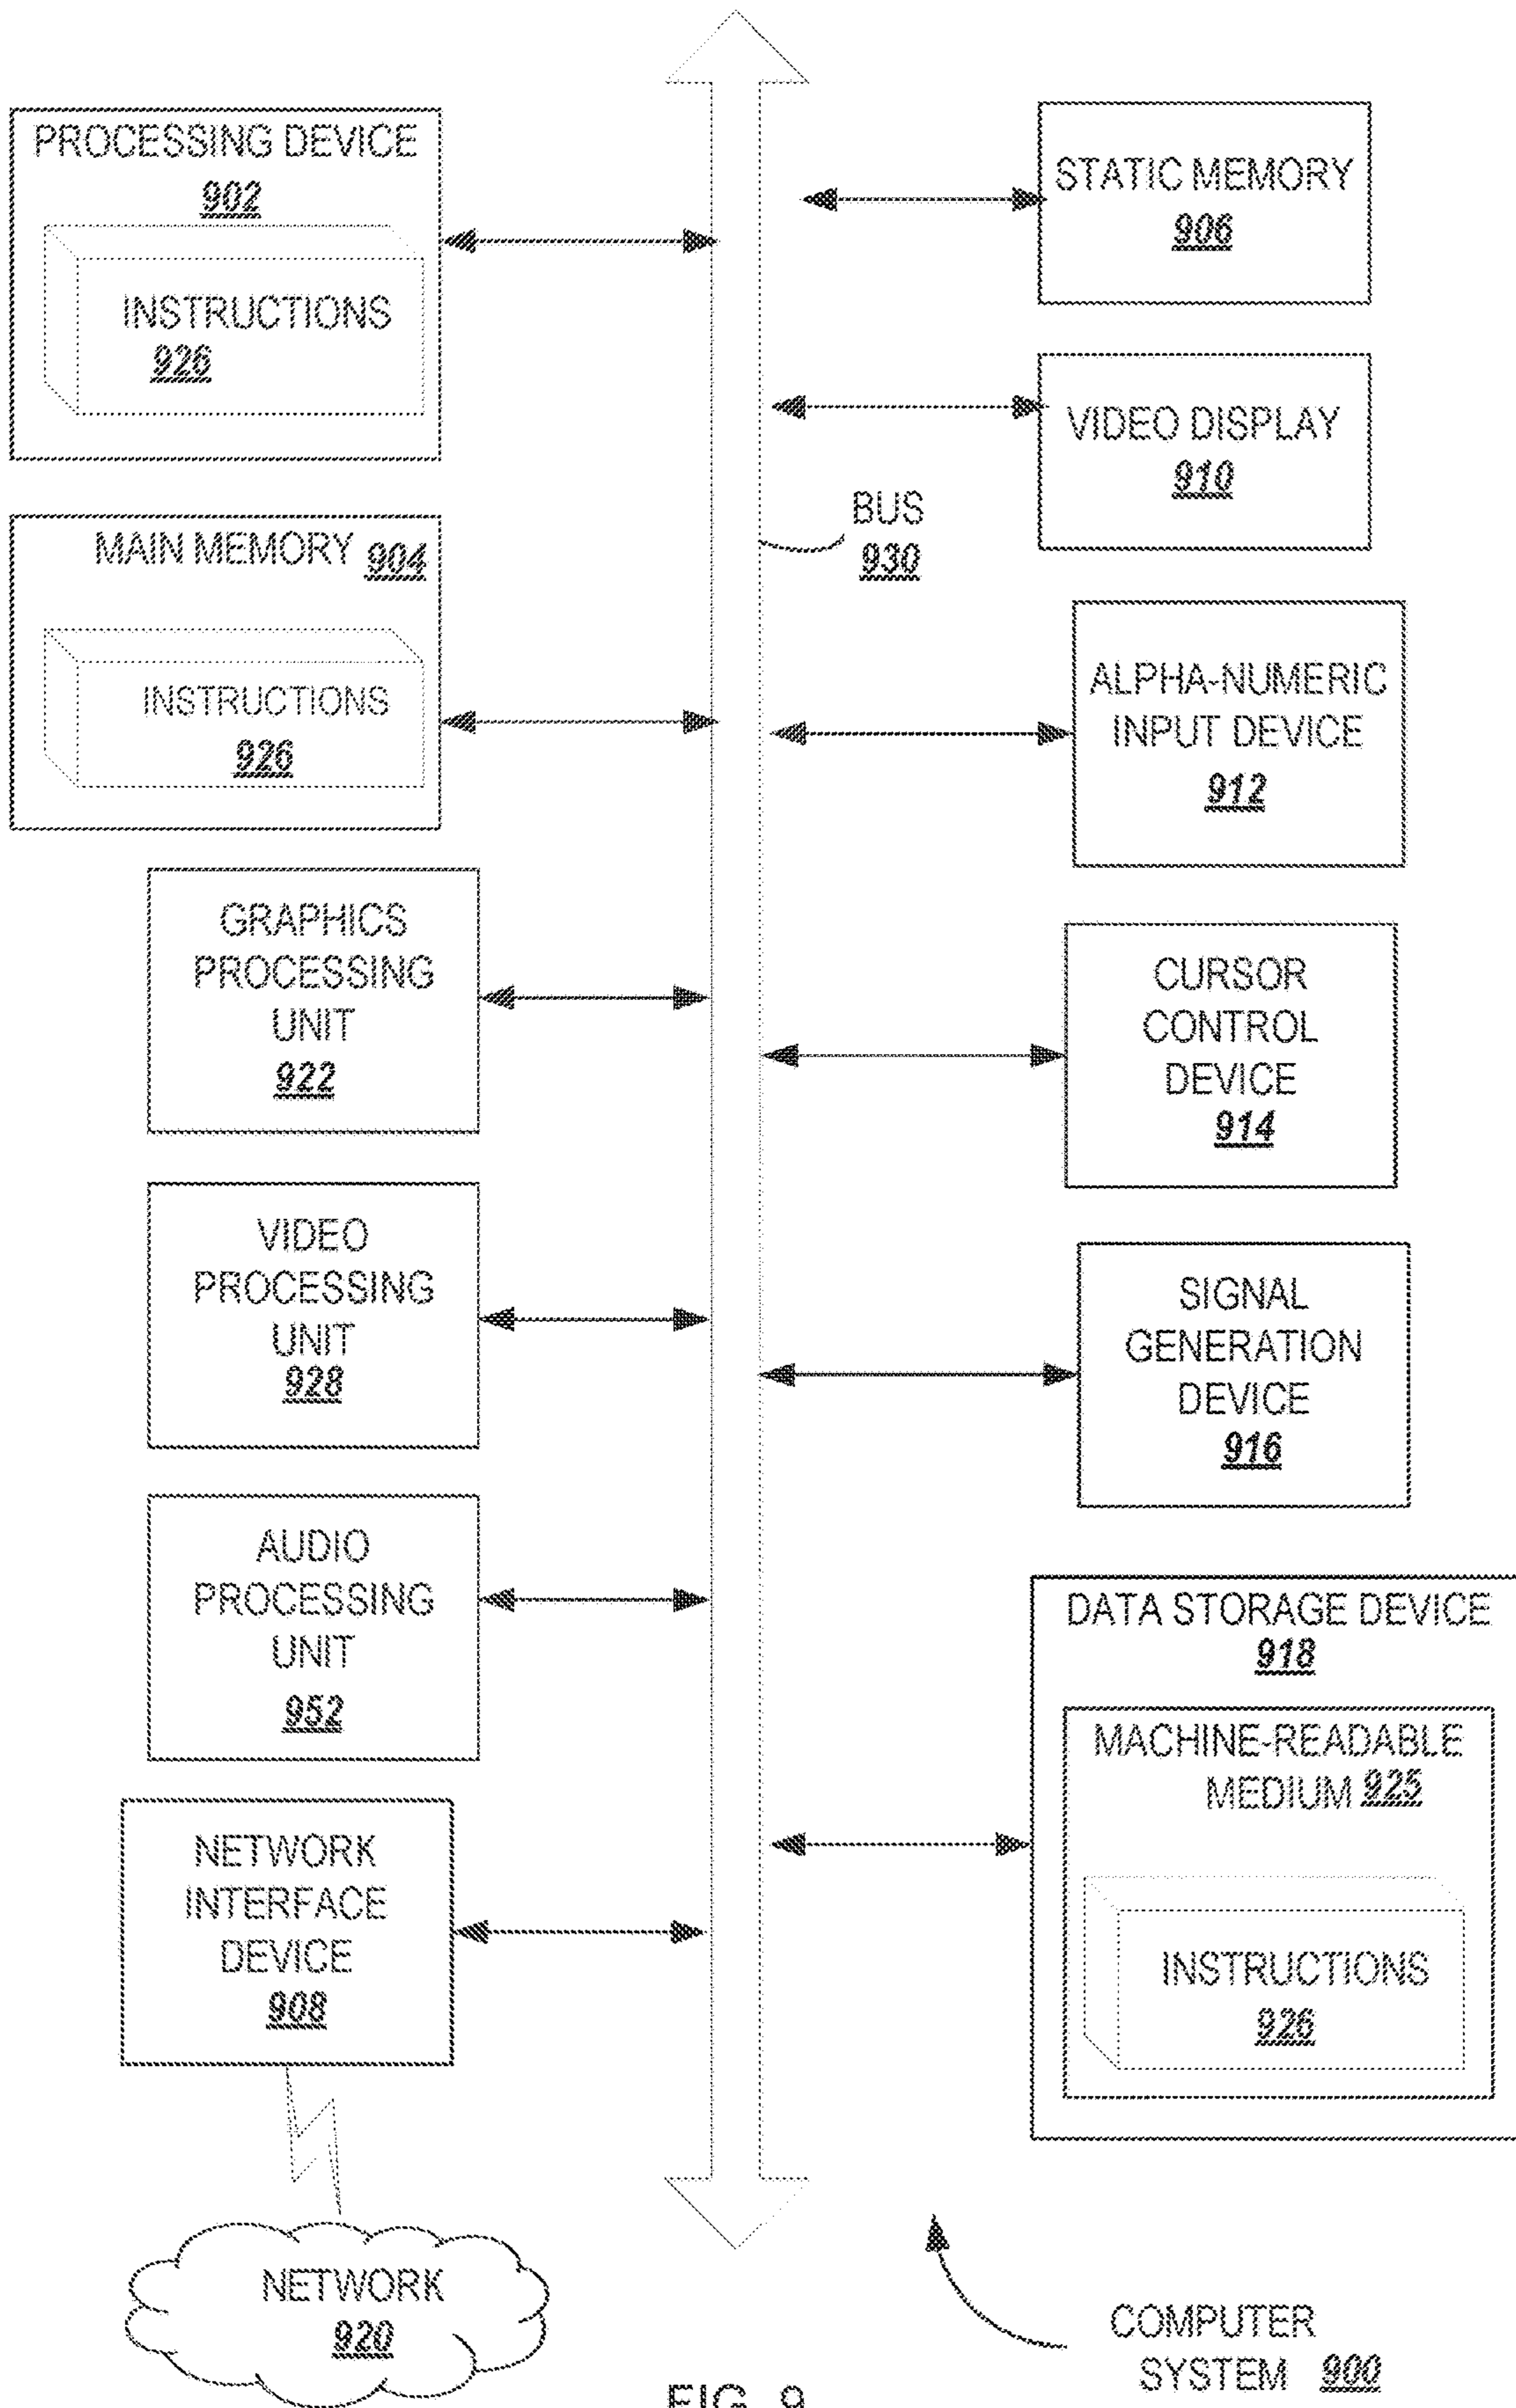 PROCESSING DEVICE
902
INSTRUCTIONS
926
MAIN MEMORY 904
INSTRUCTIONS
926
GRAPHICS
PROCESSING
UNIT
922
VIDEO
PROCESSING
UNIT
928
AUDIO
PROCESSING
UNIT
952
NETWORK
INTERFACE
DEVICE
908
NETWORK
920
BUS
930
STATIC MEMORY
906
VIDEO DISPLAY
910
ALPHA-NUMERIC
INPUT DEVICE
912
CURSOR
CONTROL
DEVICE
914
SIGNAL
GENERATION
DEVICE
916
DATA STORAGE DEVICE
918
MACHINE-READABLE
MEDIUM 925
INSTRUCTIONS
926
COMPUTER
SYSTEM 900
FIG. 9